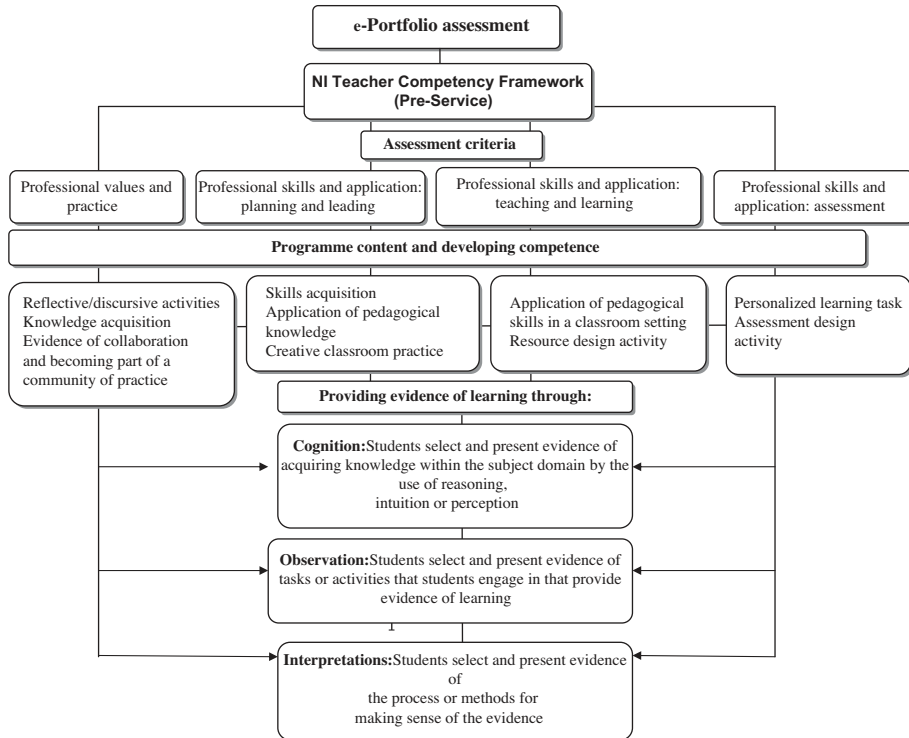 e-Portfolio assessment
NI Teacher Competency Framework
(Pre-Service)
Assessment criteria
Professional values and
practice
Professional skills and application:
planning and leading
Professional skills and application:
teaching and learning
Professional skills and
application: assessment
Programme content and developing competence
Reflective/discursive activities
Knowledge acquisition
Evidence of collaboration
and becoming part of a
community of practice
Skills acquisition
Application of pedagogical
knowledge
Creative classroom practice
Application of pedagogical
skills in a classroom setting
Resource design activity
Personalized learning task
Assessment design
activity
Providing evidence of learning through:
Cognition:Students select and present evidence of
acquiring knowledge within the subject domain by the
use of reasoning,
intuition or perception
Observation:Students select and present evidence of
tasks or activities that students engage in that provide
evidence of learning
Interpretations:Students select and present evidence
of
the process or methods for
making sense of the evidence